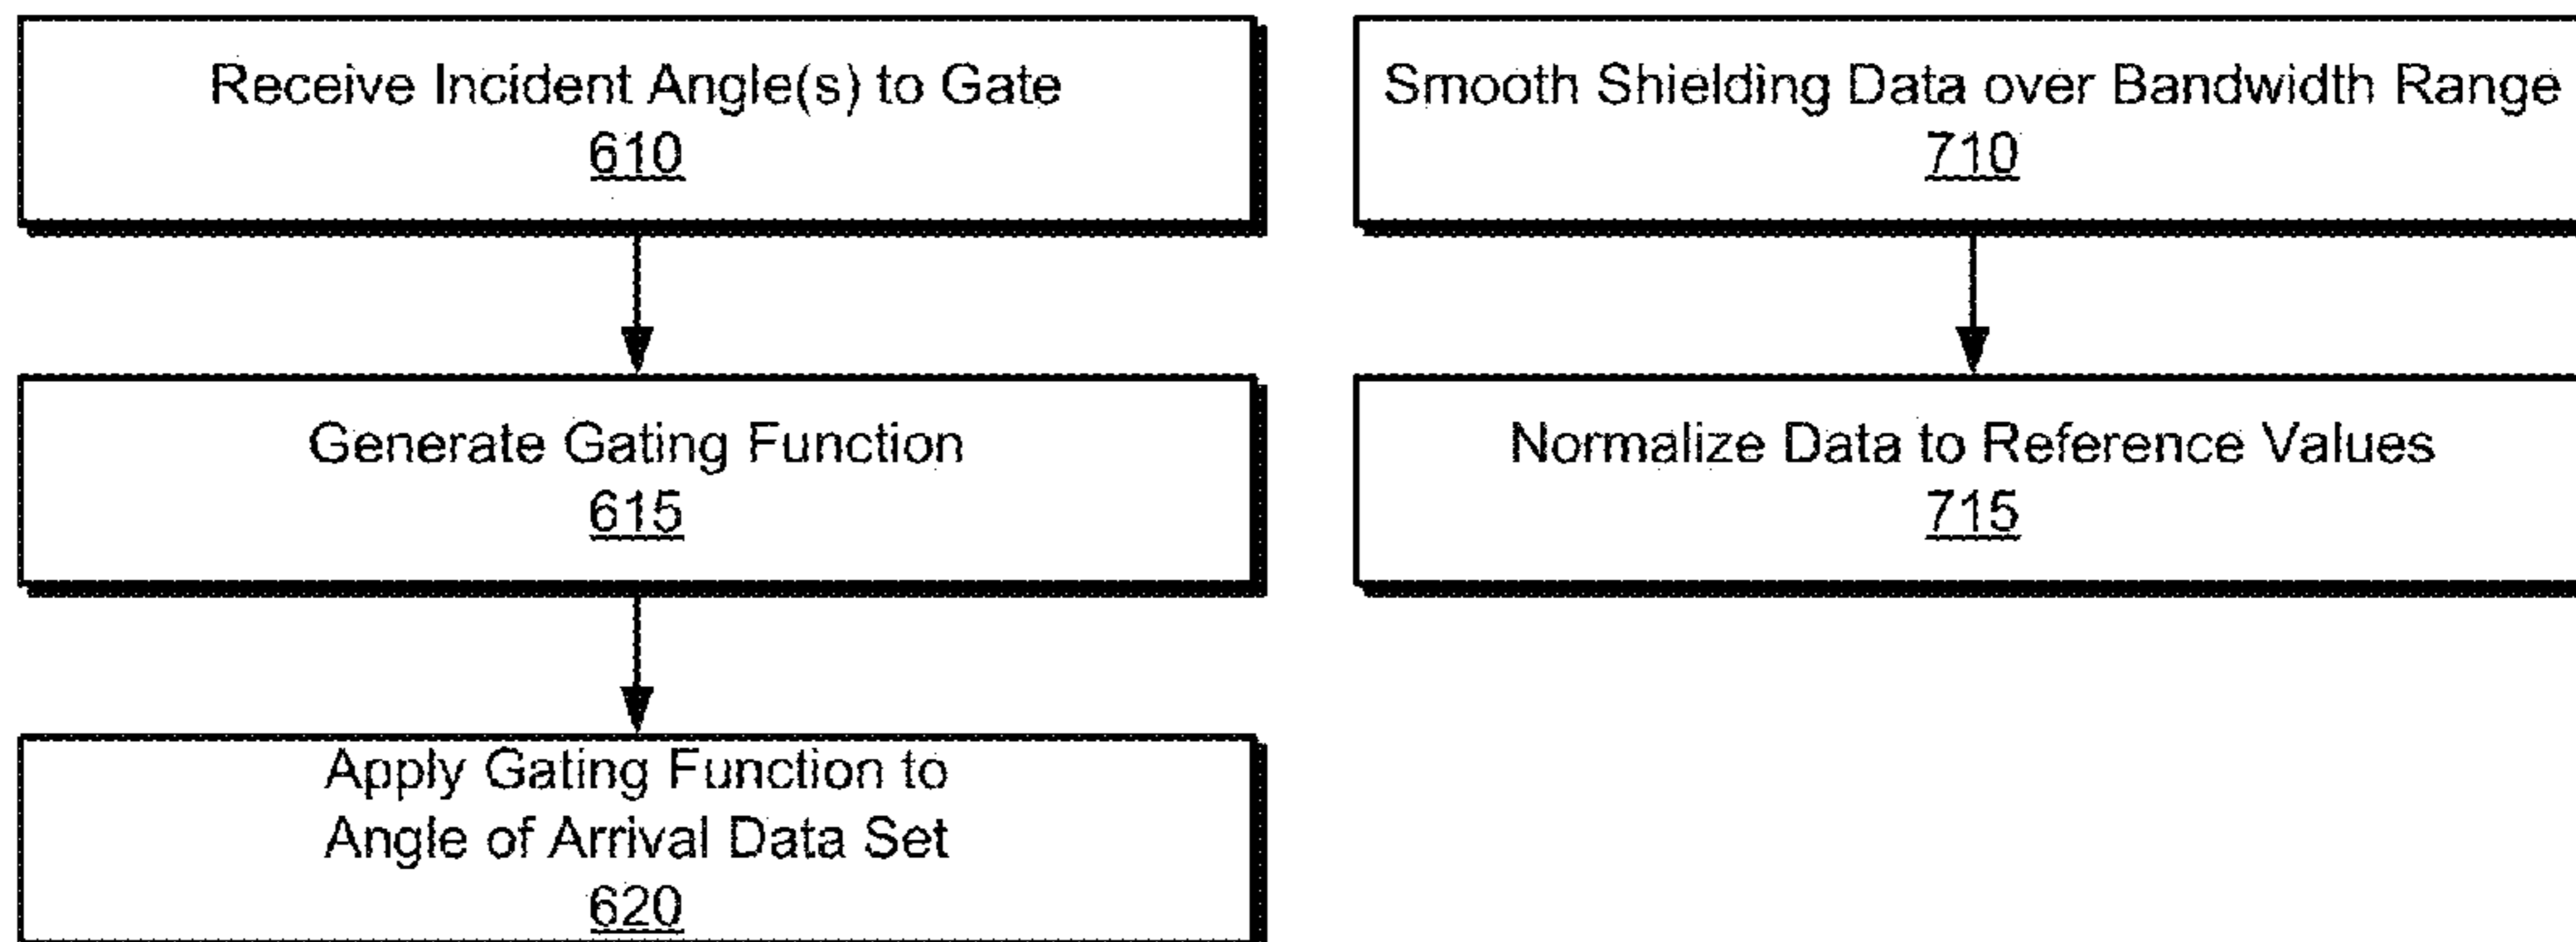 Receive Incident Angle(s) to Gate
610
Generate Gating Function
615
Apply Gating Function to
Angle of Arrival Data Set
620
Smooth Shielding Data over Bandwidth Range
710
Normalize Data to Reference Values
715